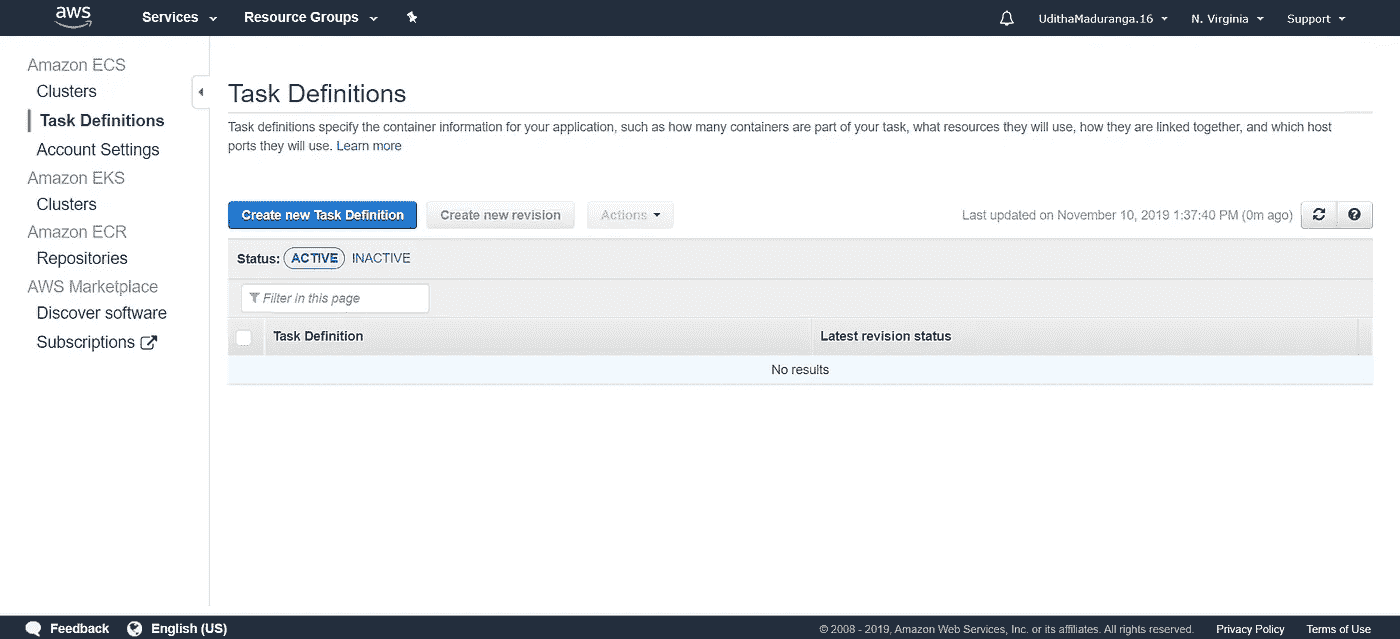 aws
Services
Resource Groups
UdithaMaduranga.16
N. Virginia
Support
Amazon ECS
Clusters
Task Definitions
Account Settings
Amazon EKS
Clusters
Amazon ECR
Repositories
AWS Marketplace
Discover software
Subscriptions
Task Definitions
Task definitions specify the container information for your application, such as how many containers are part of your task, what resources they will use, how they are linked together, and which host
ports they will use. Learn more
Create new Task Definition
Create new revision
Actions
Last updated on November 10, 2019 1:37:40 PM (0m ago)
Status: ACTIVE INACTIVE
Filter in this page
Task Definition
Latest revision status
No results
Feedback
English (US)
© 2008 - 2019, Amazon Web Services, Inc. or its affiliates. All rights reserved.
Privacy Policy
Terms of Use